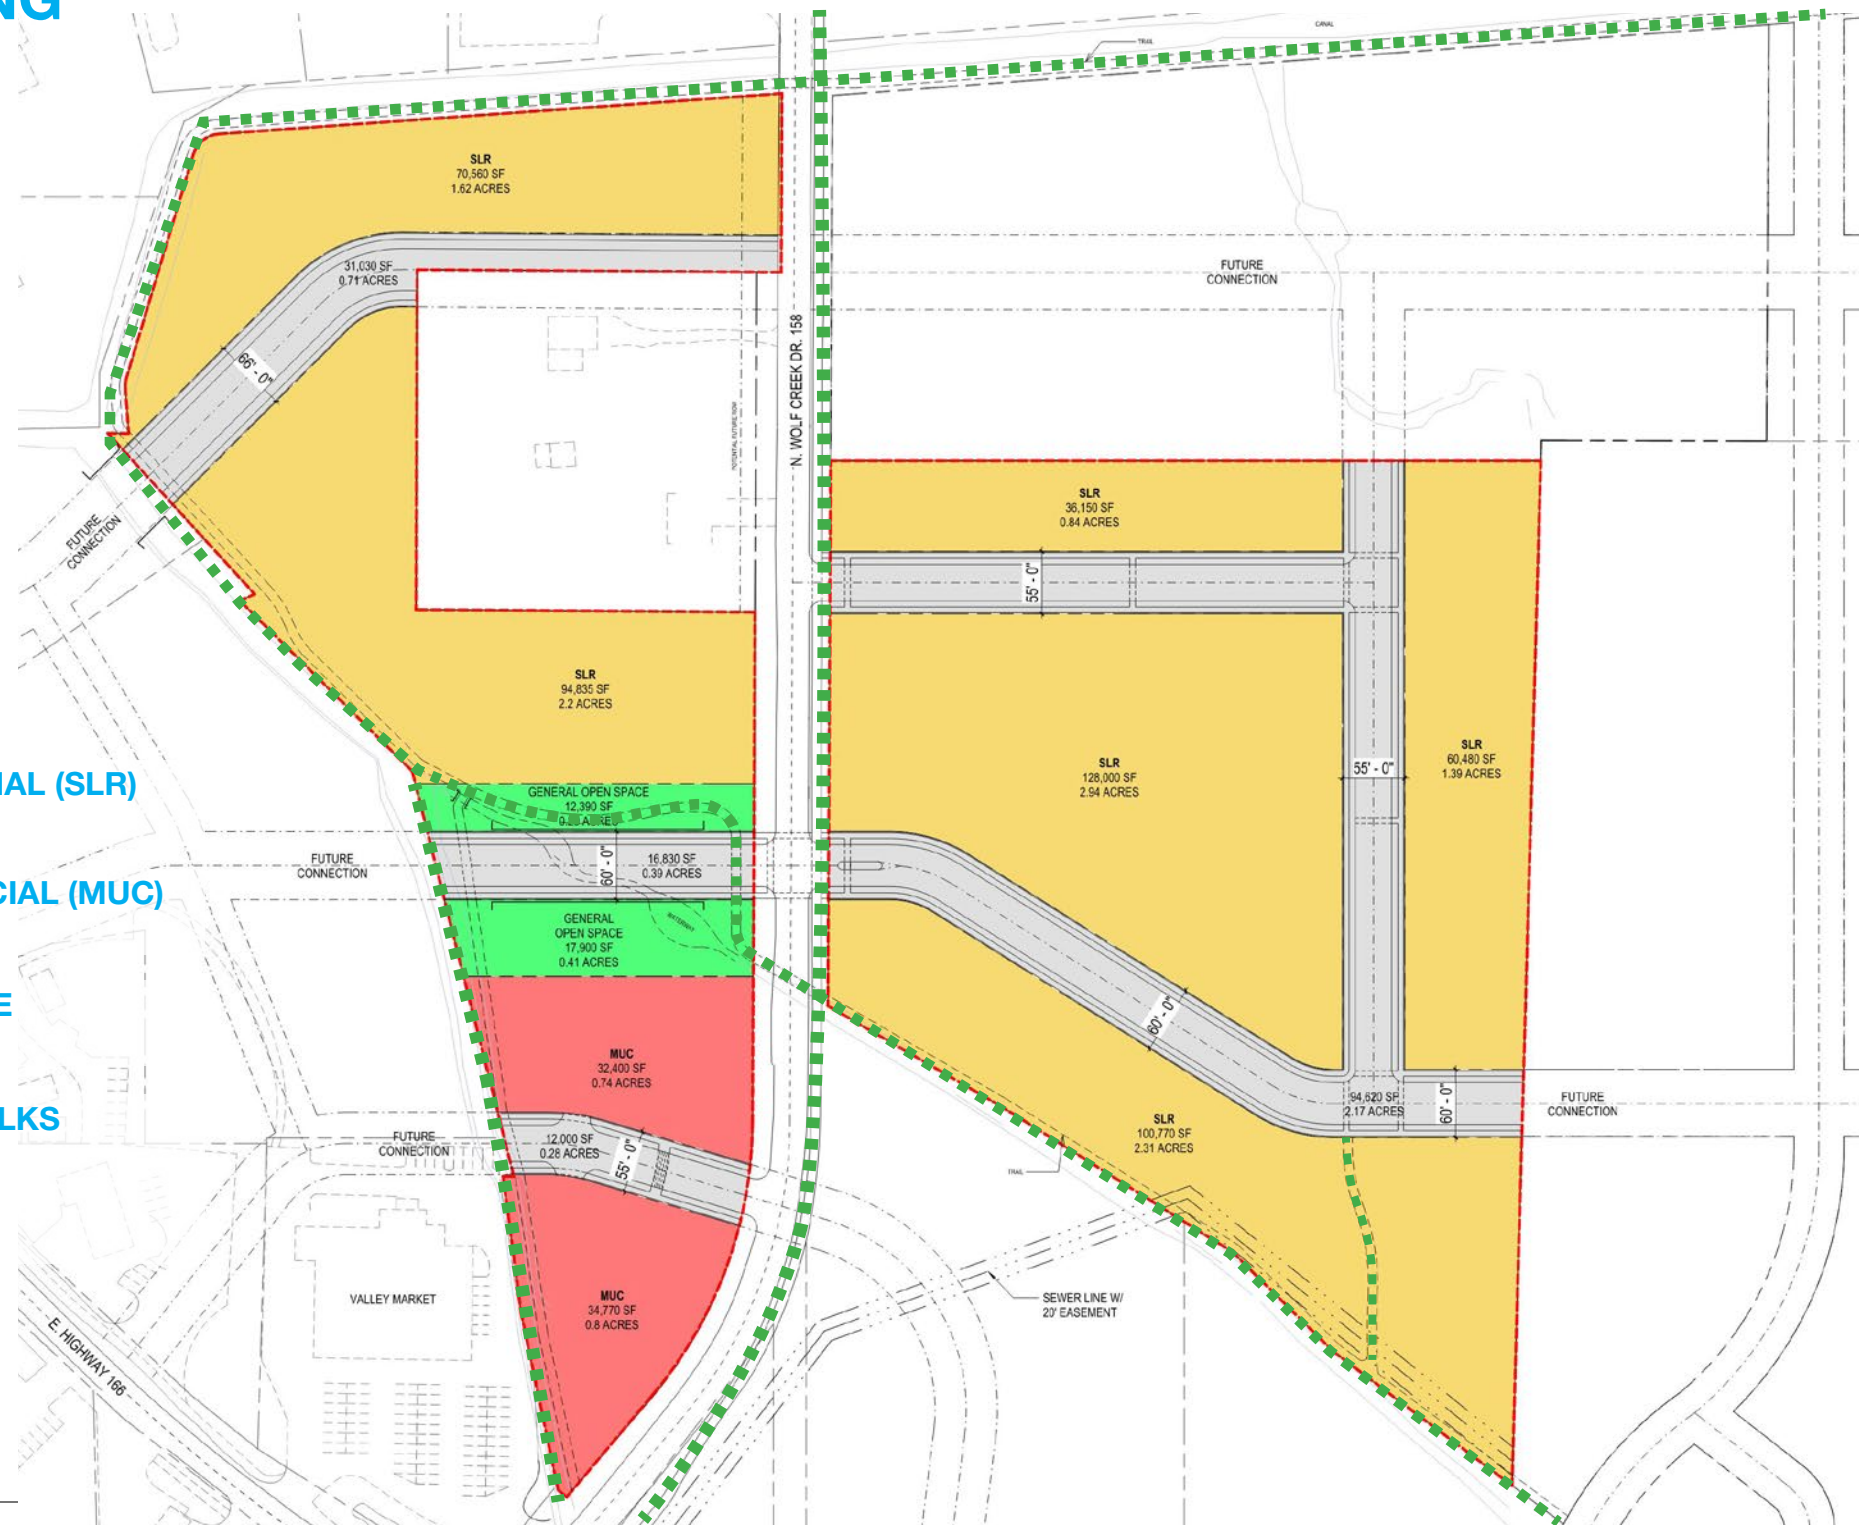 NG
CANAL
TRAIL
SLR
70,560 SF
1.62 ACRES
31,030 SF
0.71 ACRES
FUTURE
CONNECTION
66' - 0"
N. WOLF CREEK DR. 158
POTENTIAL FUTURE ROW
SLR
36,150 SF
0.84 ACRES
FUTURE
CONNECTION
55' - 0"
SLR
94,835 SF
2.2 ACRES
SLR
128,000 SF
2.94 ACRES
55' - 0"
SLR
60,480 SF
1.39 ACRES
IAL (SLR)
GENERAL OPEN SPACE
12,390 SF
ACRES
FUTURE
CONNECTION
60' - 0"
16,830 SF
0.39 ACRES
CIAL (MUC)
GENERAL
OPEN SPACE
17,900 SF
0.41 ACRES
WATERWAY
E
60' - 0"
MUC
32,400 SF
0.74 ACRES
94,620 SF
2.17 ACRES
60' - 0"
FUTURE
CONNECTION
LKS
FUTURE
CONNECTION
12,000 SF
0.28 ACRES
55' - 0"
SLR
100,770 SF
2.31 ACRES
TRAIL
VALLEY MARKET
MUC
34,770 SF
0.8 ACRES
SEWER LINE W/
20' EASEMENT
E. HIGHWAY 166